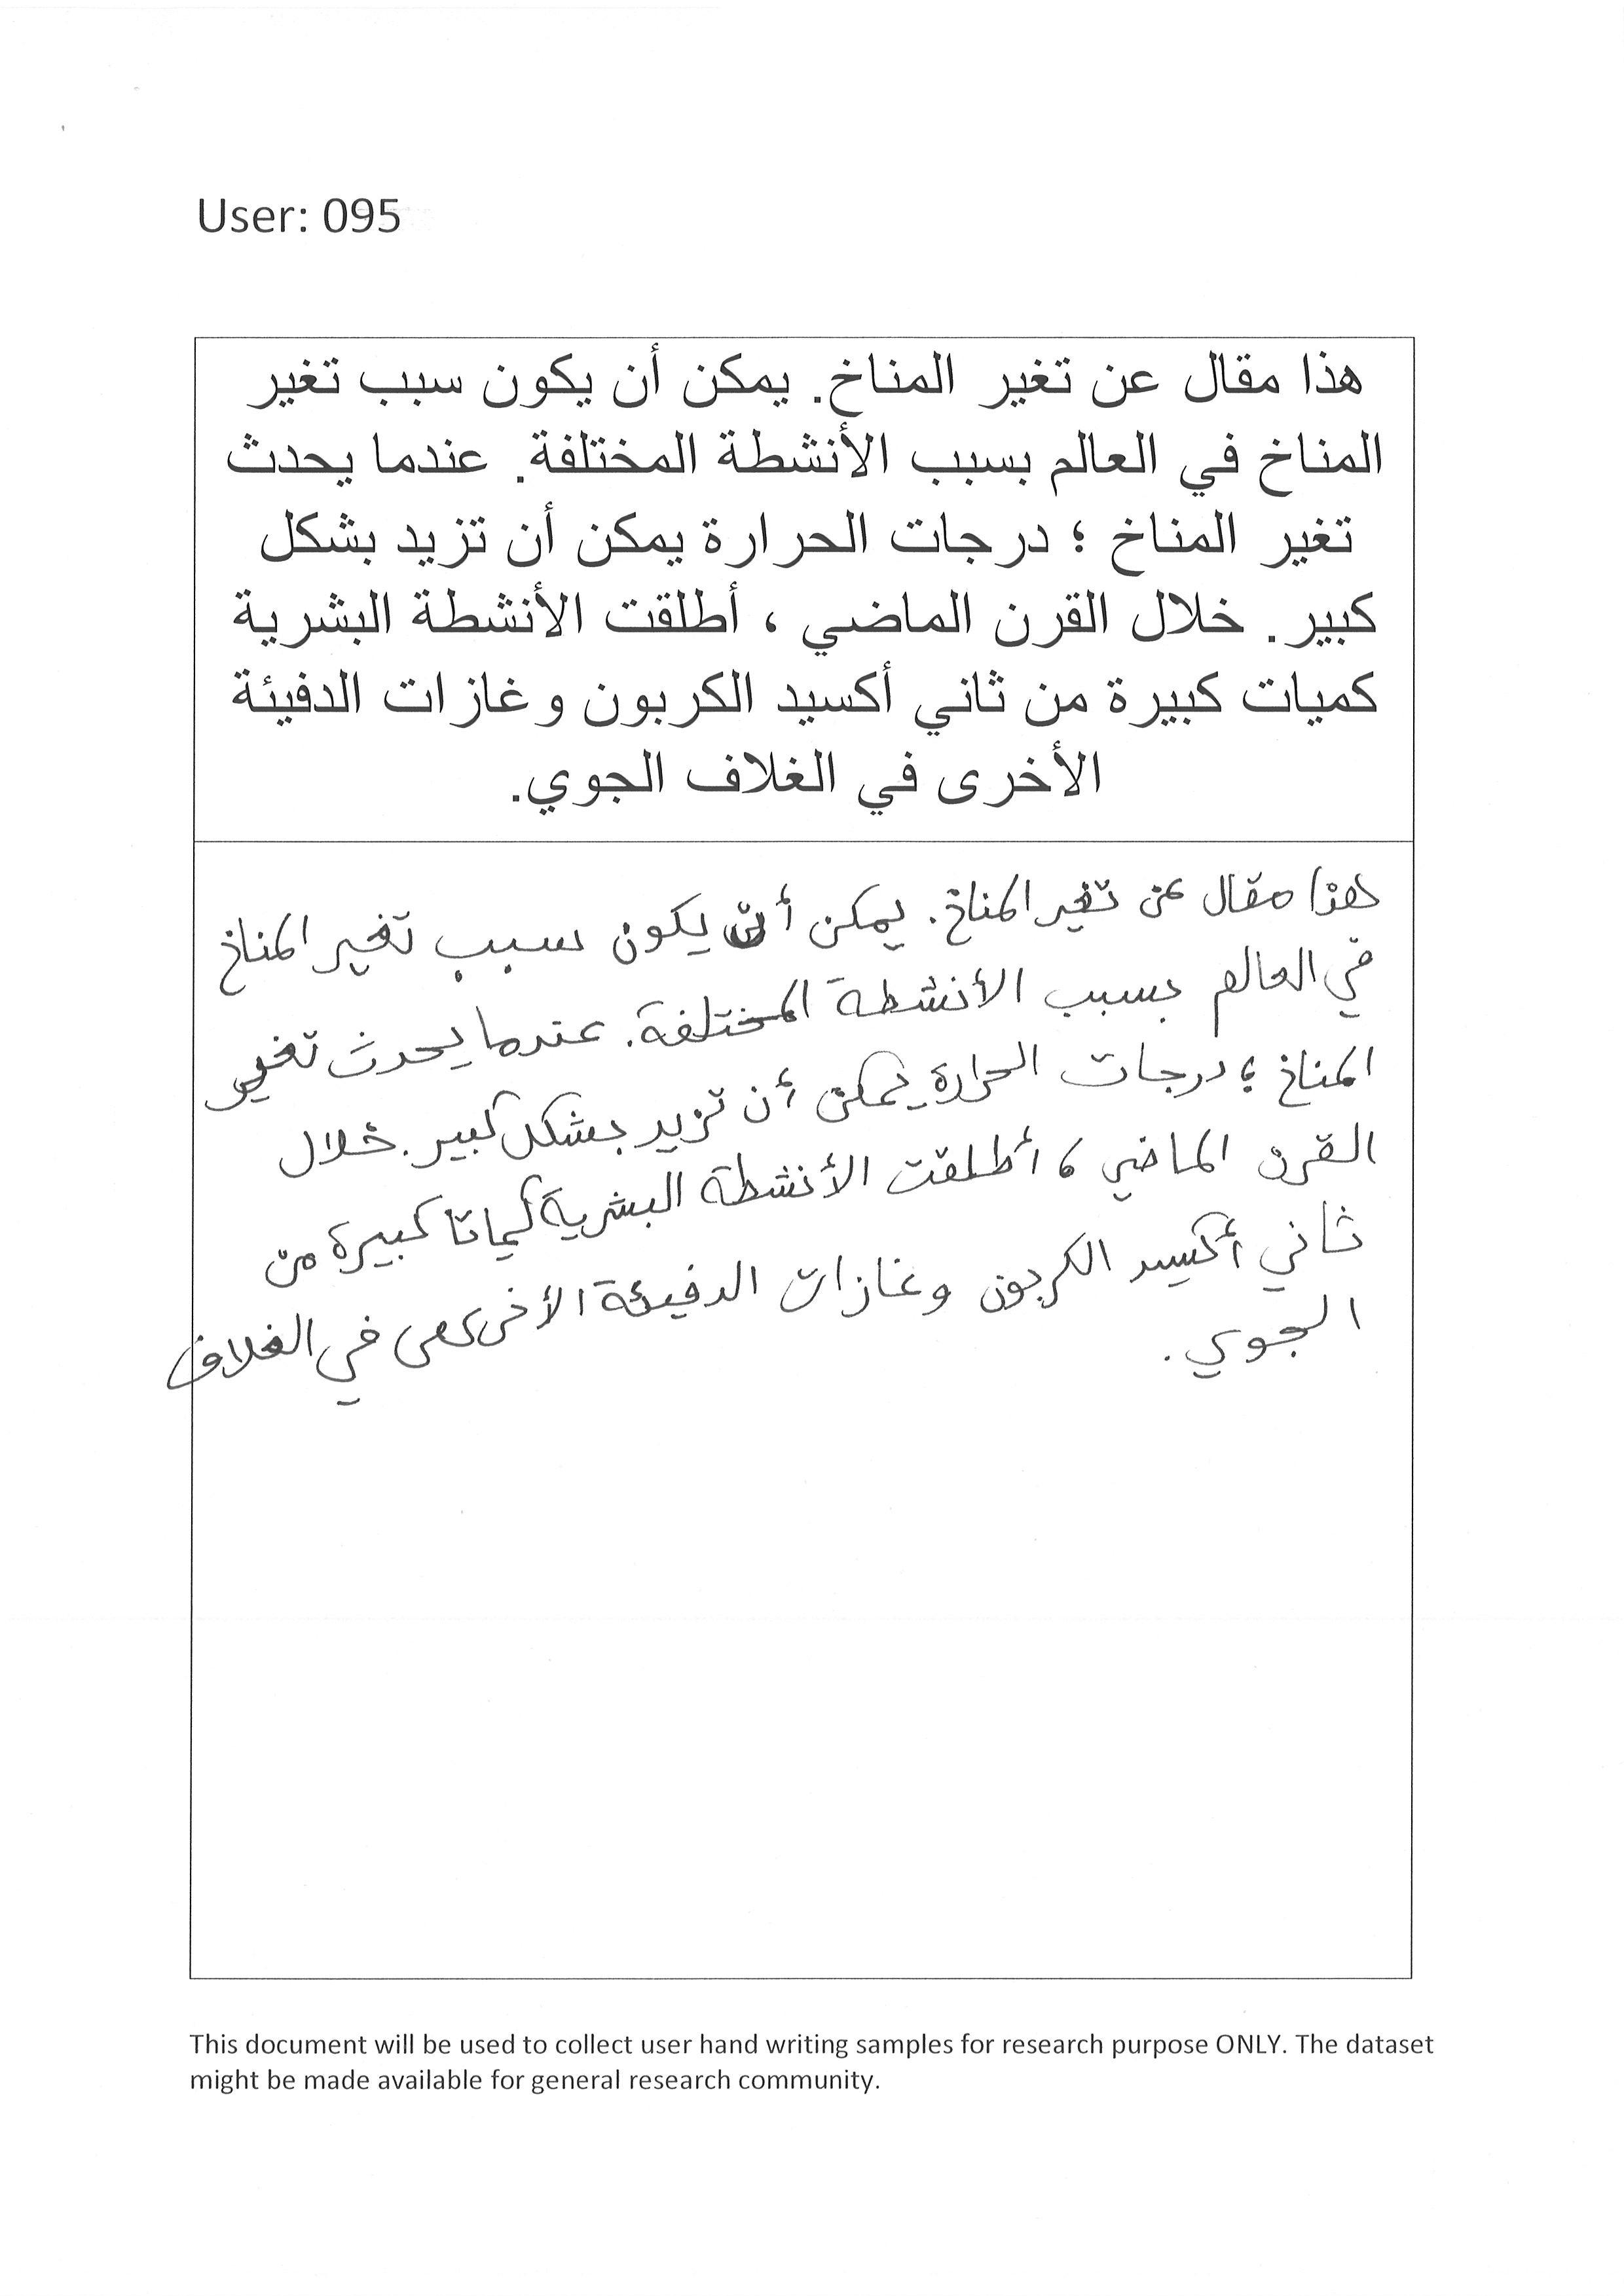 User: 095
هذا مقال عن تغير المناخ. يمكن أن يكون سبب تغير
المناخ في العالم بسبب الأنشطة المختلفة. عندما يحدث
تغير المناخ ؛ درجات الحرارة يمكن أن تزيد بشكل
كبير. خلال القرن الماضي ، أطلقت الأنشطة البشرية
كميات كبيرة من ثاني أكسيد الكربون وغازات الدفيئة
الأخرى في الغلاف الجوي.
هذا مقال عن تغير المناخ. يمكن أن يكون سبب تغير المناخ
في العالم بسبب الأنشطة المختلفة. عندما يحدث تغير
المناخ ؛ درجات الحرارة يمكن أن تزيد بشكل كبير. خلال
القرن الماضي ، أطلقت الأنشطة البشرية كمياتا كبيرة من
ثاني أكسيد الكربون وغازات الدفيئة الأخرى في الغلاف
الجوي.
This document will be used to collect user hand writing samples for research purpose ONLY. The dataset
might be made available for general research community.